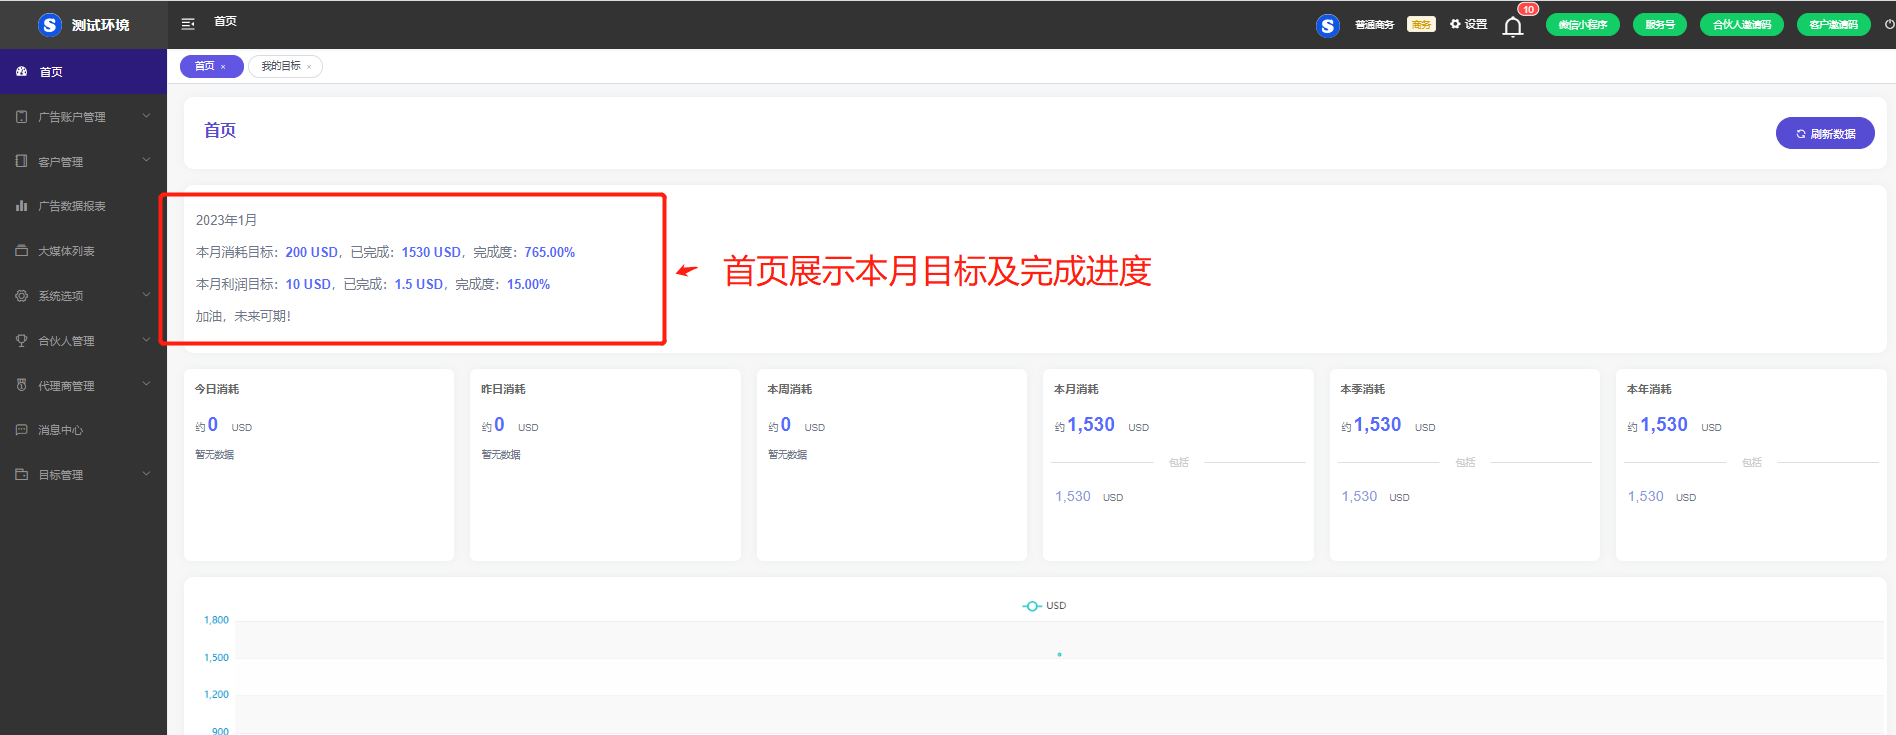 测试环境
首页
普通商务
商务
设置
10
微信小程序
服务号
合伙人邀请码
客户邀请码
首页
广告账户管理
客户管理
广告数据报表
大媒体列表
系统选项
合伙人管理
代理商管理
消息中心
目标管理
首页 ×
我的目标 ×
首页
刷新数据
2023年1月
本月消耗目标：200 USD，已完成：1530 USD，完成度：765.00%
本月利润目标：10 USD，已完成：1.5 USD，完成度：15.00%
加油，未来可期！
首页展示本月目标及完成进度
今日消耗
约 0 USD
暂无数据
昨日消耗
约 0 USD
暂无数据
本周消耗
约 0 USD
暂无数据
本月消耗
约 1,530 USD
包括
1,530 USD
本季消耗
约 1,530 USD
包括
1,530 USD
本年消耗
约 1,530 USD
包括
1,530 USD
USD
1,800
1,500
1,200
900